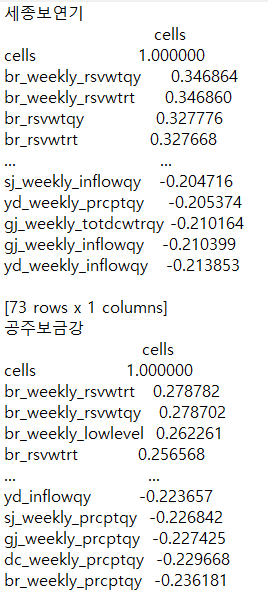 세종보연기
cells
cells 1.000000
br_weekly_rsvwtqy 0.346864
br_weekly_rsvwtrt 0.346860
br_rsvwtqy 0.327776
br_rsvwtrt 0.327668
... ...
sj_weekly_inflowqy -0.204716
yd_weekly_prcptqy -0.205374
gj_weekly_totdcwtrqy -0.210164
gj_weekly_inflowqy -0.210399
yd_weekly_inflowqy -0.213853
[73 rows x 1 columns]
공주보금강
cells
cells 1.000000
br_weekly_rsvwtrt 0.278782
br_weekly_rsvwtqy 0.278702
br_weekly_lowlevel 0.262261
br_rsvwtrt 0.256568
... ...
yd_inflowqy -0.223657
sj_weekly_prcptqy -0.226842
gj_weekly_prcptqy -0.227425
dc_weekly_prcptqy -0.229668
br_weekly_prcptqy -0.236181